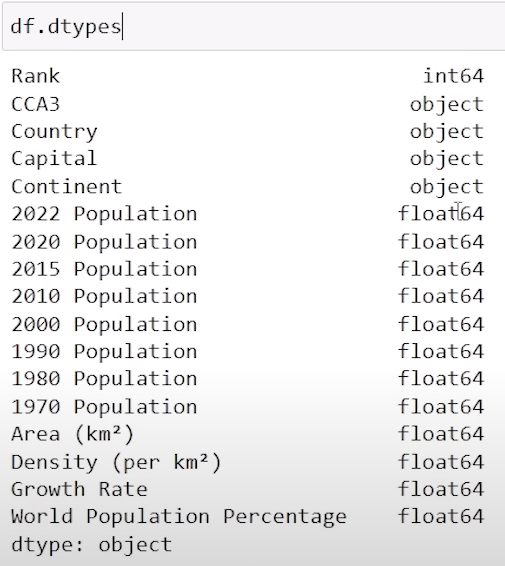 df.dtypes
Rank int64
CCA3 object
Country object
Capital object
Continent object
2022 Population float64
2020 Population float64
2015 Population float64
2010 Population float64
2000 Population float64
1990 Population float64
1980 Population float64
1970 Population float64
Area (km²) float64
Density (per km²) float64
Growth Rate float64
World Population Percentage float64
dtype: object